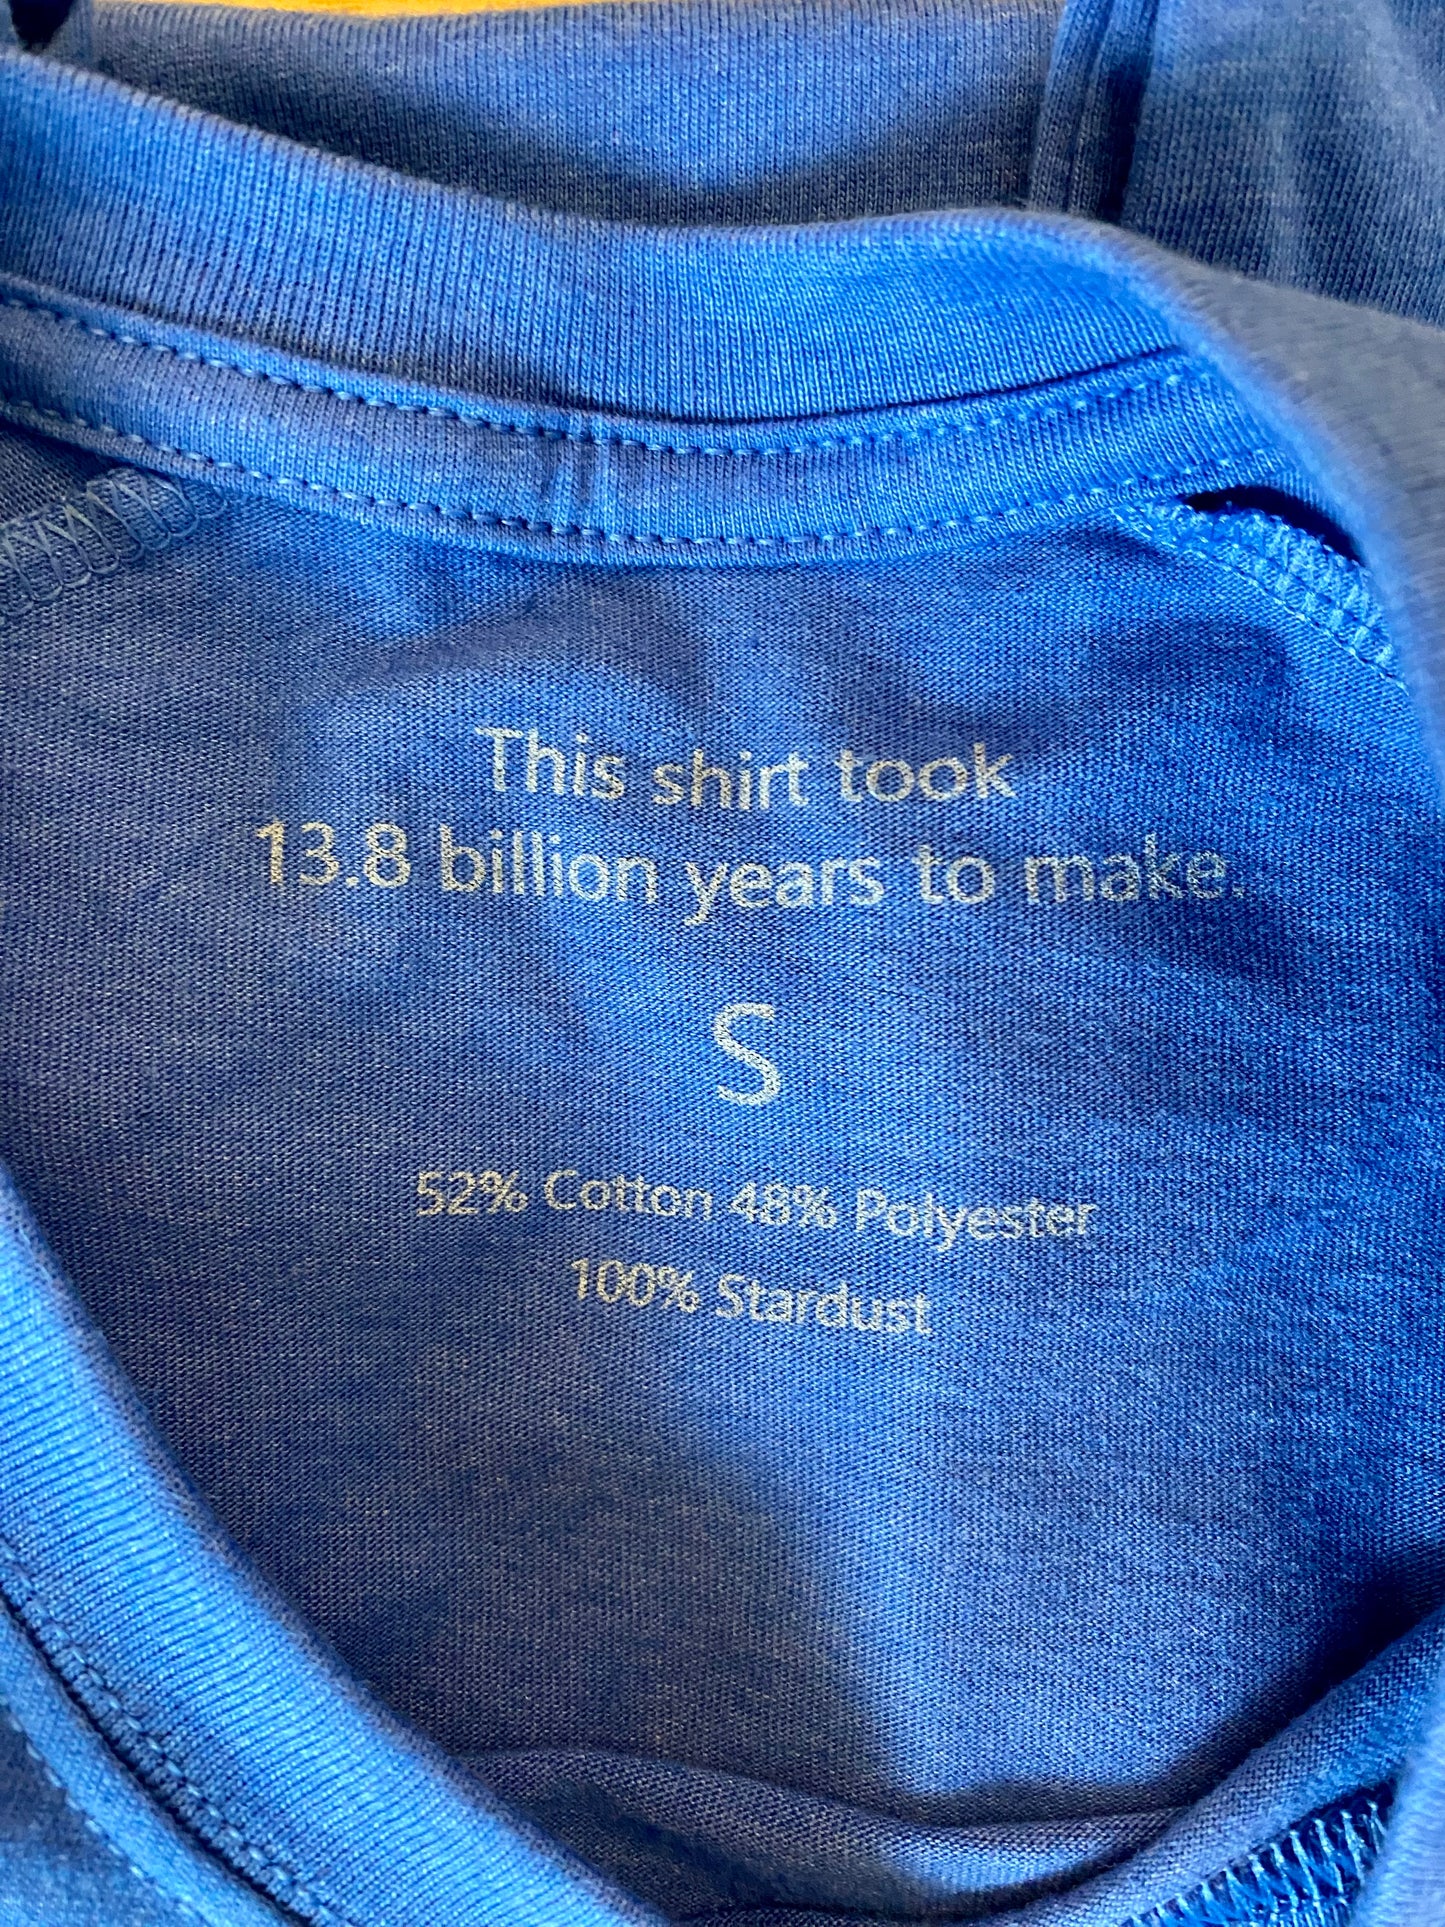 This shirt took
13.8 billion years to make.
S
52% Cotton 48% Polyester
100% Stardust